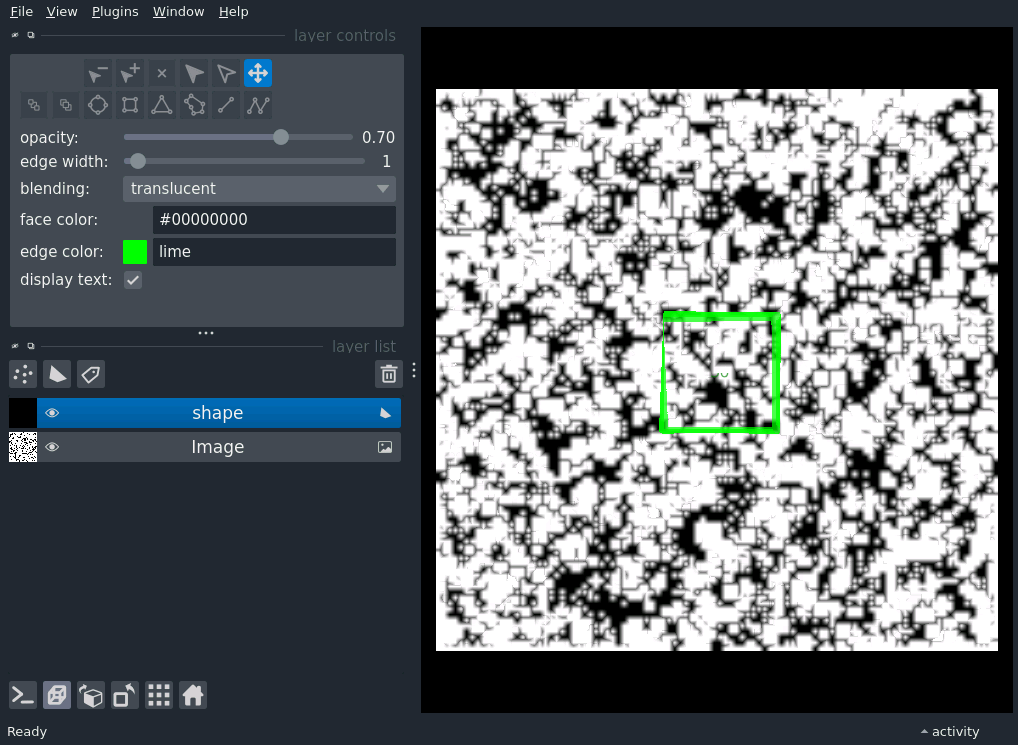 File View Plugins Window Help
layer controls
opacity: 0.70
edge width: 1
blending: translucent
face color: #00000000
edge color: lime
display text:
layer list
shape
Image
Ready
activity